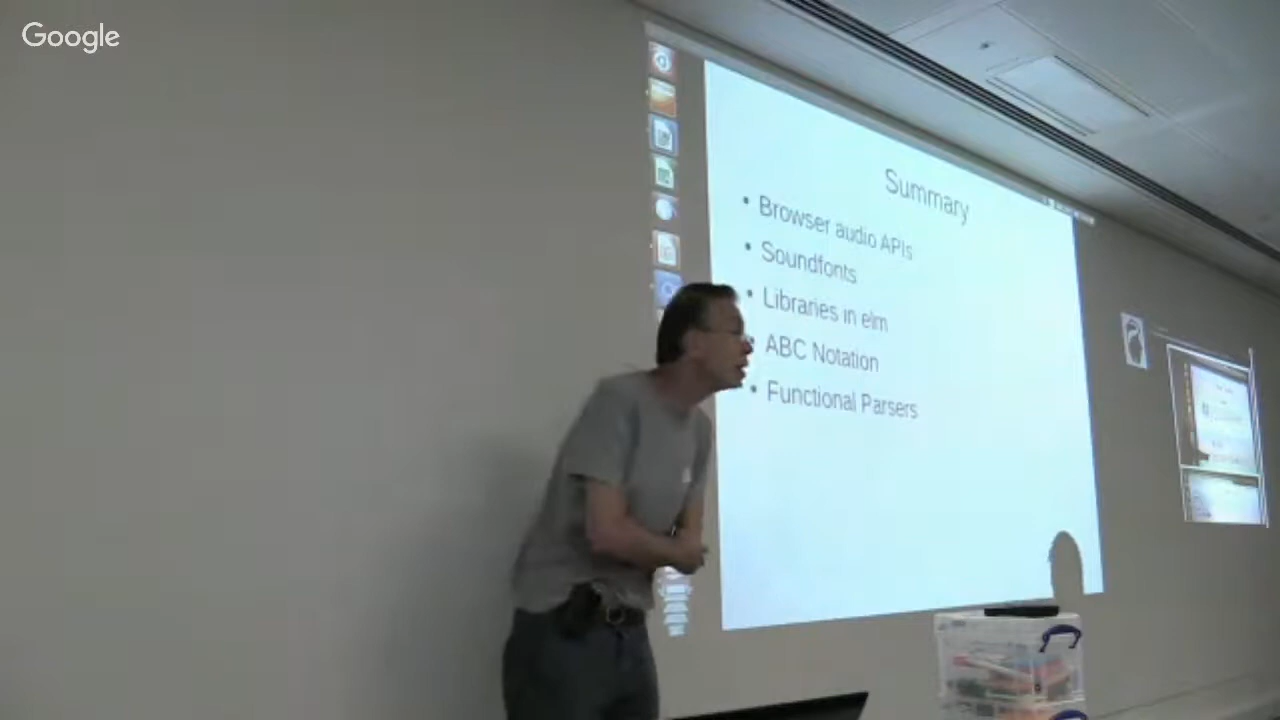 Google
Summary
• Browser audio APIs
• Soundfonts
• Libraries in elm
ABC Notation
• Functional Parsers